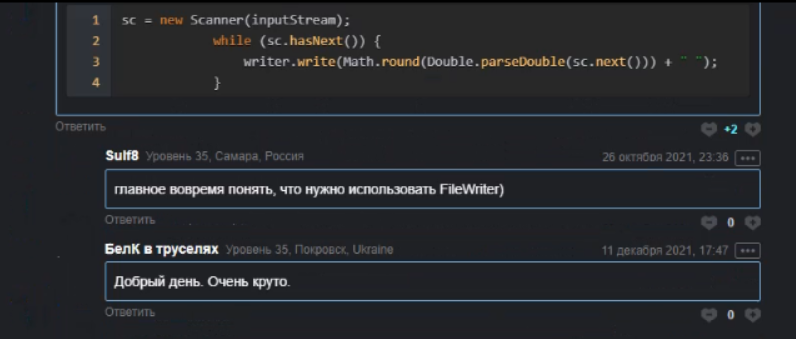 1 sc = new Scanner(inputStream);
2 while (sc.hasNext()) {
3 writer.write(Math.round(Double.parseDouble(sc.next())) + " ");
4 }
Ответить +2
Sulf8 Уровень 35, Самара, Россия 26 октября 2021, 23:36
главное вовремя понять, что нужно использовать FileWriter)
Ответить 0
БелК в труселях Уровень 35, Покровск, Ukraine 11 декабря 2021, 17:47
Добрый день. Очень круто.
Ответить 0